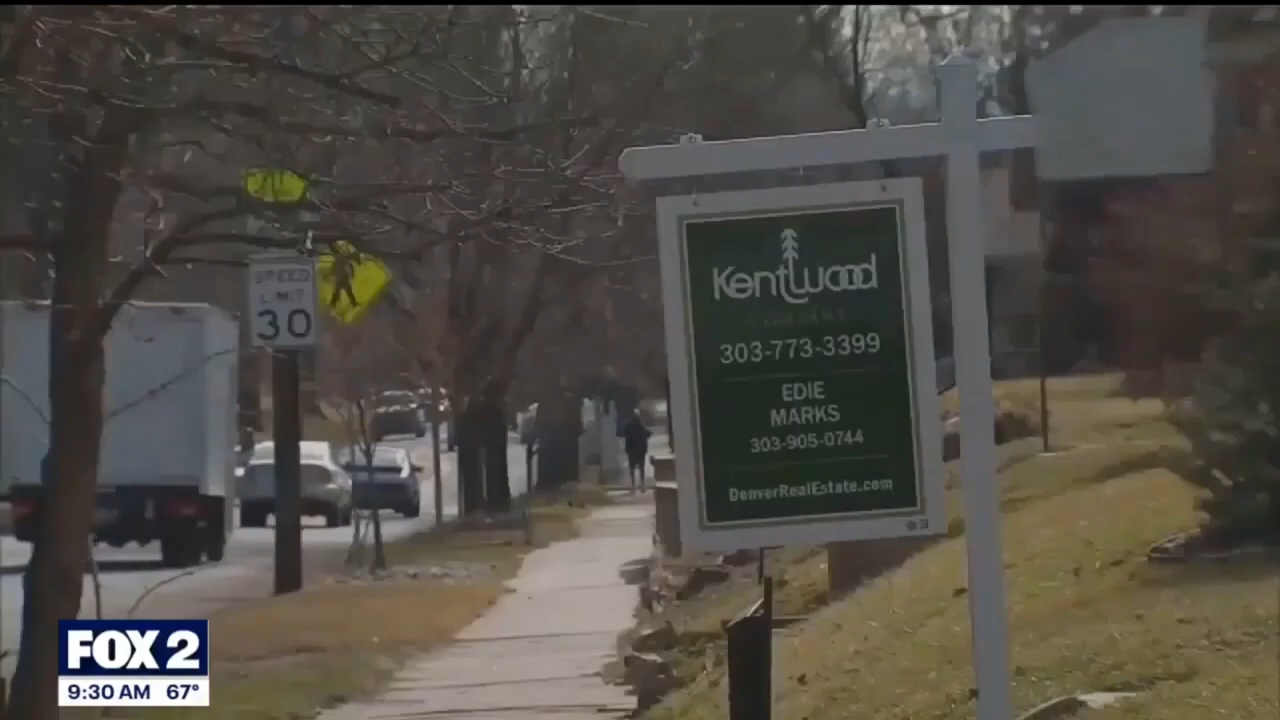 SPEED
LIMIT
30
Kentwood
COMPANY
303-773-3399
EDIE
MARKS
303-905-0744
DenverRealEstate.com
FOX 2
9:30 AM 67°